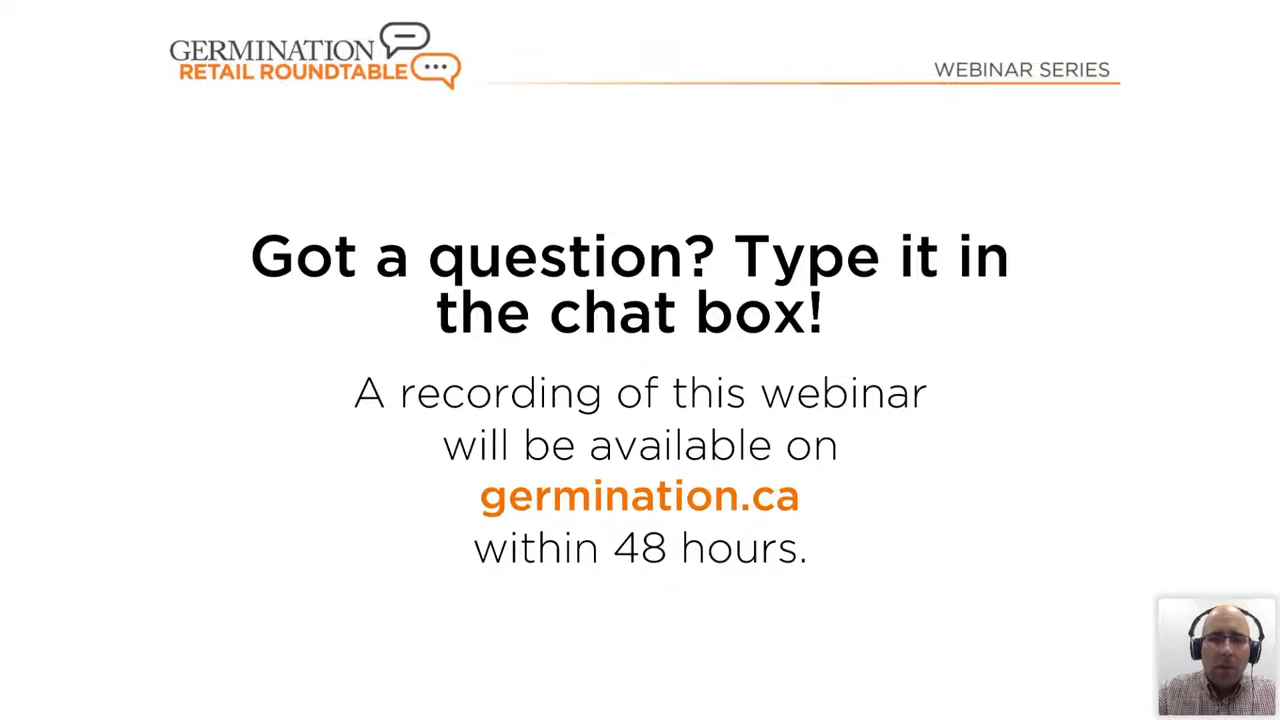 GERMINATION
RETAIL ROUNDTABLE
WEBINAR SERIES
Got a question? Type it in
the chat box!
A recording of this webinar
will be available on
germination.ca
within 48 hours.